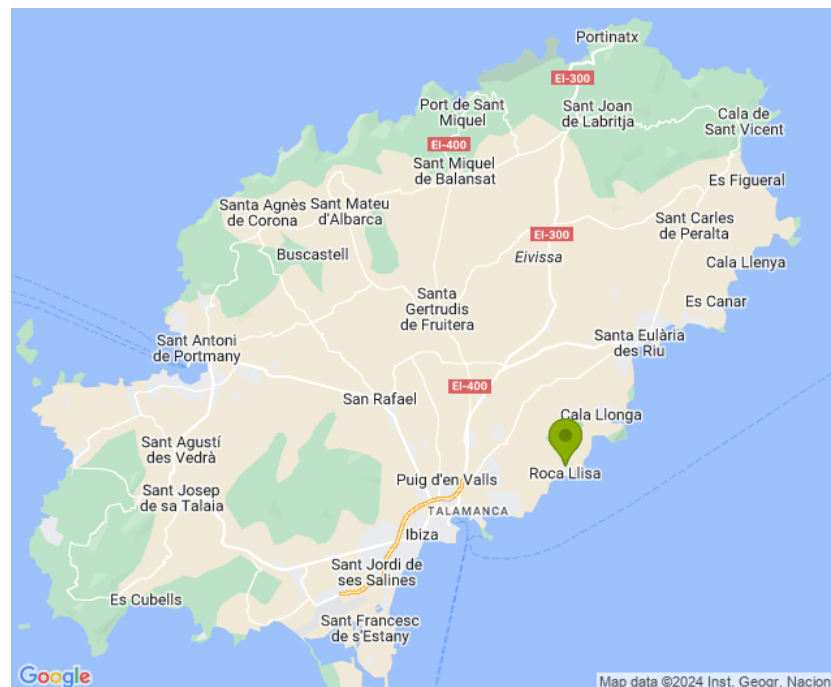 Portinatx
EI-300
Port de Sant
Miquel
Sant Joan
de Labritja
Cala de
Sant Vicent
EI-400
Sant Miquel
de Balansat
Es Figueral
Santa Agnès
de Corona
Sant Mateu
d'Albarca
Sant Carles
de Peralta
EI-300
Buscastell
Eivissa
Cala Llenya
Santa
Gertrudis
de Fruitera
Es Canar
Sant Antoni
de Portmany
Santa Eulària
des Riu
EI-400
San Rafael
Cala Llonga
Sant Agustí
des Vedrà
Roca Llisa
Puig d'en Valls
Sant Josep
de sa Talaia
TALAMANCA
Ibiza
Sant Jordi de
ses Salines
Es Cubells
Sant Francesc
de s'Estany
Google
Map data ©2024 Inst. Geogr. Nacion